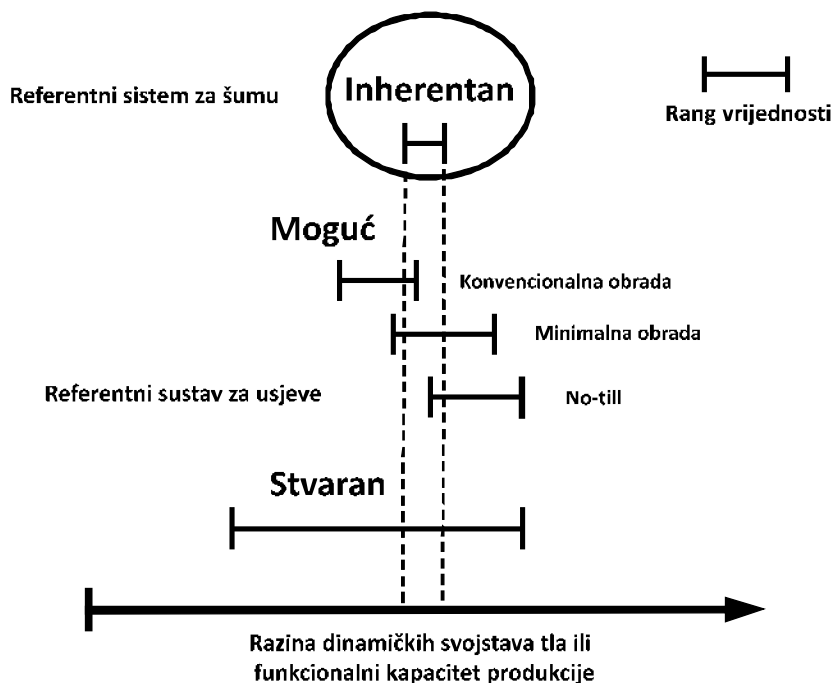 Inherentan
Referentni sistem za šumu
Rang vrijednosti
Moguć
Konvencionalna obrada
Minimalna obrada
Referentni sustav za usjeve
No-till
Stvaran
Razina dinamičkih svojstava tla ili
funkcionalni kapacitet produkcije